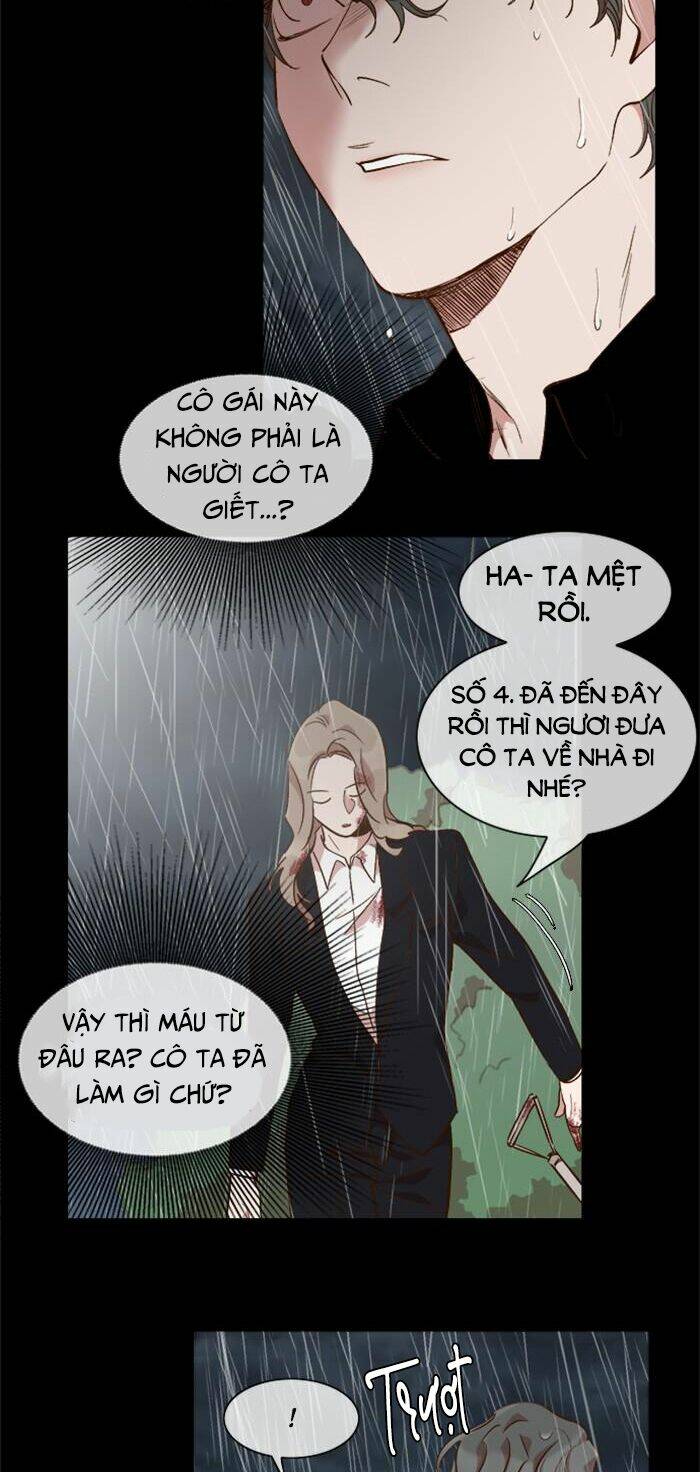 CÔ GÁI NÀY
KHÔNG PHẢI LÀ
NGƯỜI CÔ TA
GIẾT...?
HA- TA MỆT
RỒI.
SỐ 4. ĐÃ ĐẾN ĐÂY
RỒI THÌ NGƯƠI ĐƯA
CÔ TA VỀ NHÀ ĐI
NHÉ?
VẬY THÌ MÁU TỪ
ĐÂU RA? CÔ TA ĐÃ
LÀM GÌ CHỨ?
!
Trượt